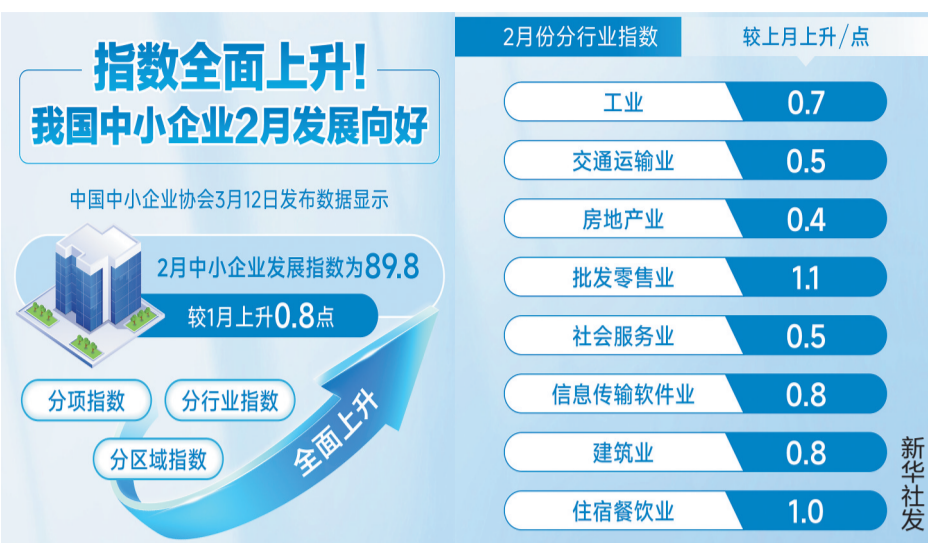 指数全面上升！
我国中小企业2月发展向好
中国中小企业协会3月12日发布数据显示
2月中小企业发展指数为89.8
较1月上升0.8点
分项指数
分行业指数
分区域指数
全面上升
2月份分行业指数 较上月上升/点
工业 0.7
交通运输业 0.5
房地产业 0.4
批发零售业 1.1
社会服务业 0.5
信息传输软件业 0.8
建筑业 0.8
住宿餐饮业 1.0
新华社发